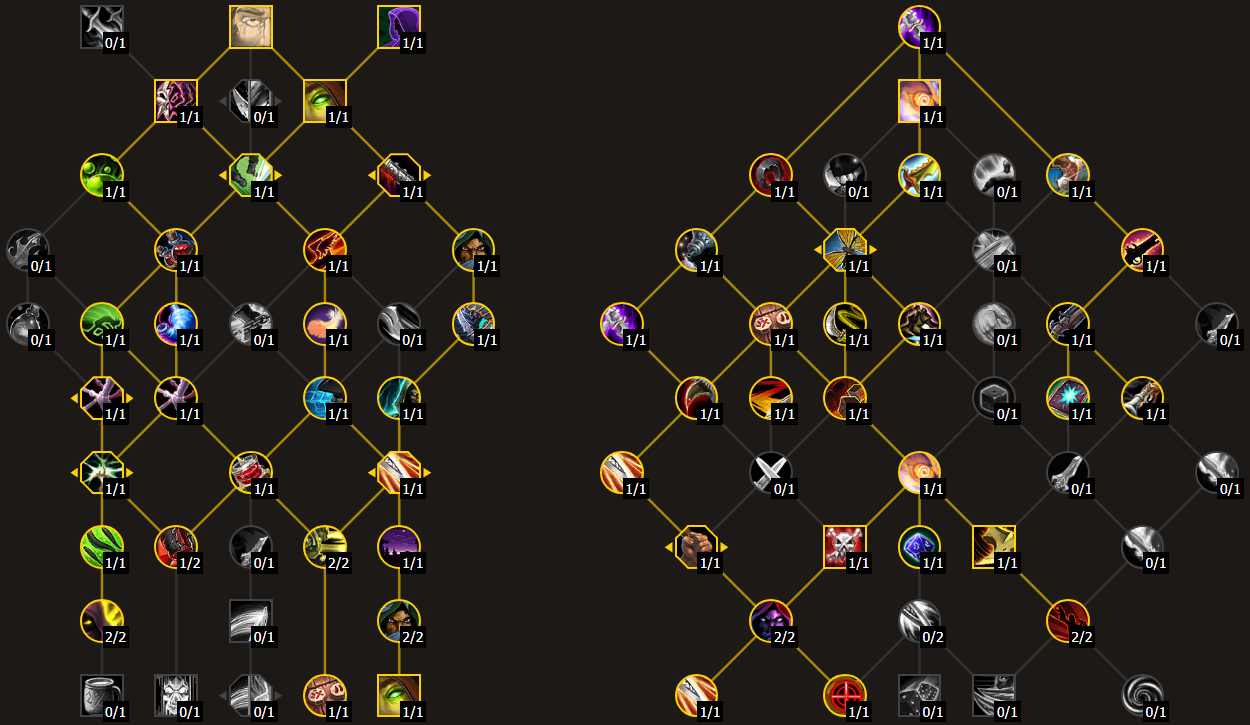 0/1 1/1 1/1
1/1 0/1 1/1 1/1
1/1 1/1 1/1 1/1 0/1 1/1 0/1 1/1
0/1 1/1 1/1 1/1 1/1 1/1 0/1 1/1
0/1 1/1 1/1 0/1 1/1 0/1 1/1 1/1 1/1 1/1 1/1 0/1 1/1 0/1
1/1 1/1 1/1 1/1 1/1 1/1 1/1 0/1 1/1 1/1
1/1 1/1 1/1 1/1 0/1 1/1 0/1 0/1
1/1 1/2 0/1 2/2 1/1 1/1 1/1 1/1 1/1 0/1
2/2 0/1 2/2 2/2 0/2 2/2
0/1 0/1 0/1 1/1 1/1 1/1 1/1 0/1 0/1 0/1